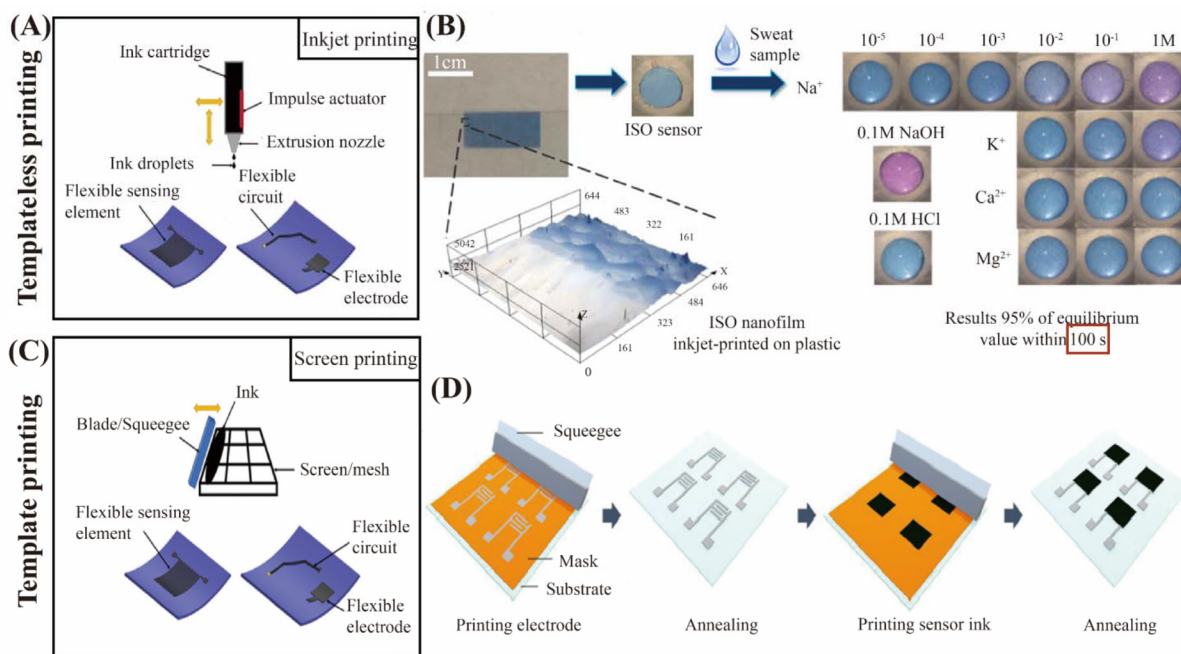 Templateless printing
(A)
Inkjet printing
Ink cartridge
Impulse actuator
Extrusion nozzle
Ink droplets
Flexible sensing
element
Flexible
circuit
Flexible
electrode
(B)
1cm
ISO sensor
Sweat
sample
Na⁺
10⁻⁵
10⁻⁴
10⁻³
10⁻²
10⁻¹
1M
0.1M NaOH
K⁺
0.1M HCl
Ca²⁺
Mg²⁺
644
483
322
161
5042
2521
Y
X
646
484
323
161
Z
0
ISO nanofilm
inkjet-printed on plastic
Results 95% of equilibrium
value within 100 s
Template printing
(C)
Screen printing
Ink
Blade/Squeegee
Screen/mesh
Flexible sensing
element
Flexible
circuit
Flexible
electrode
(D)
Squeegee
Mask
Substrate
Printing electrode
Annealing
Printing sensor ink
Annealing